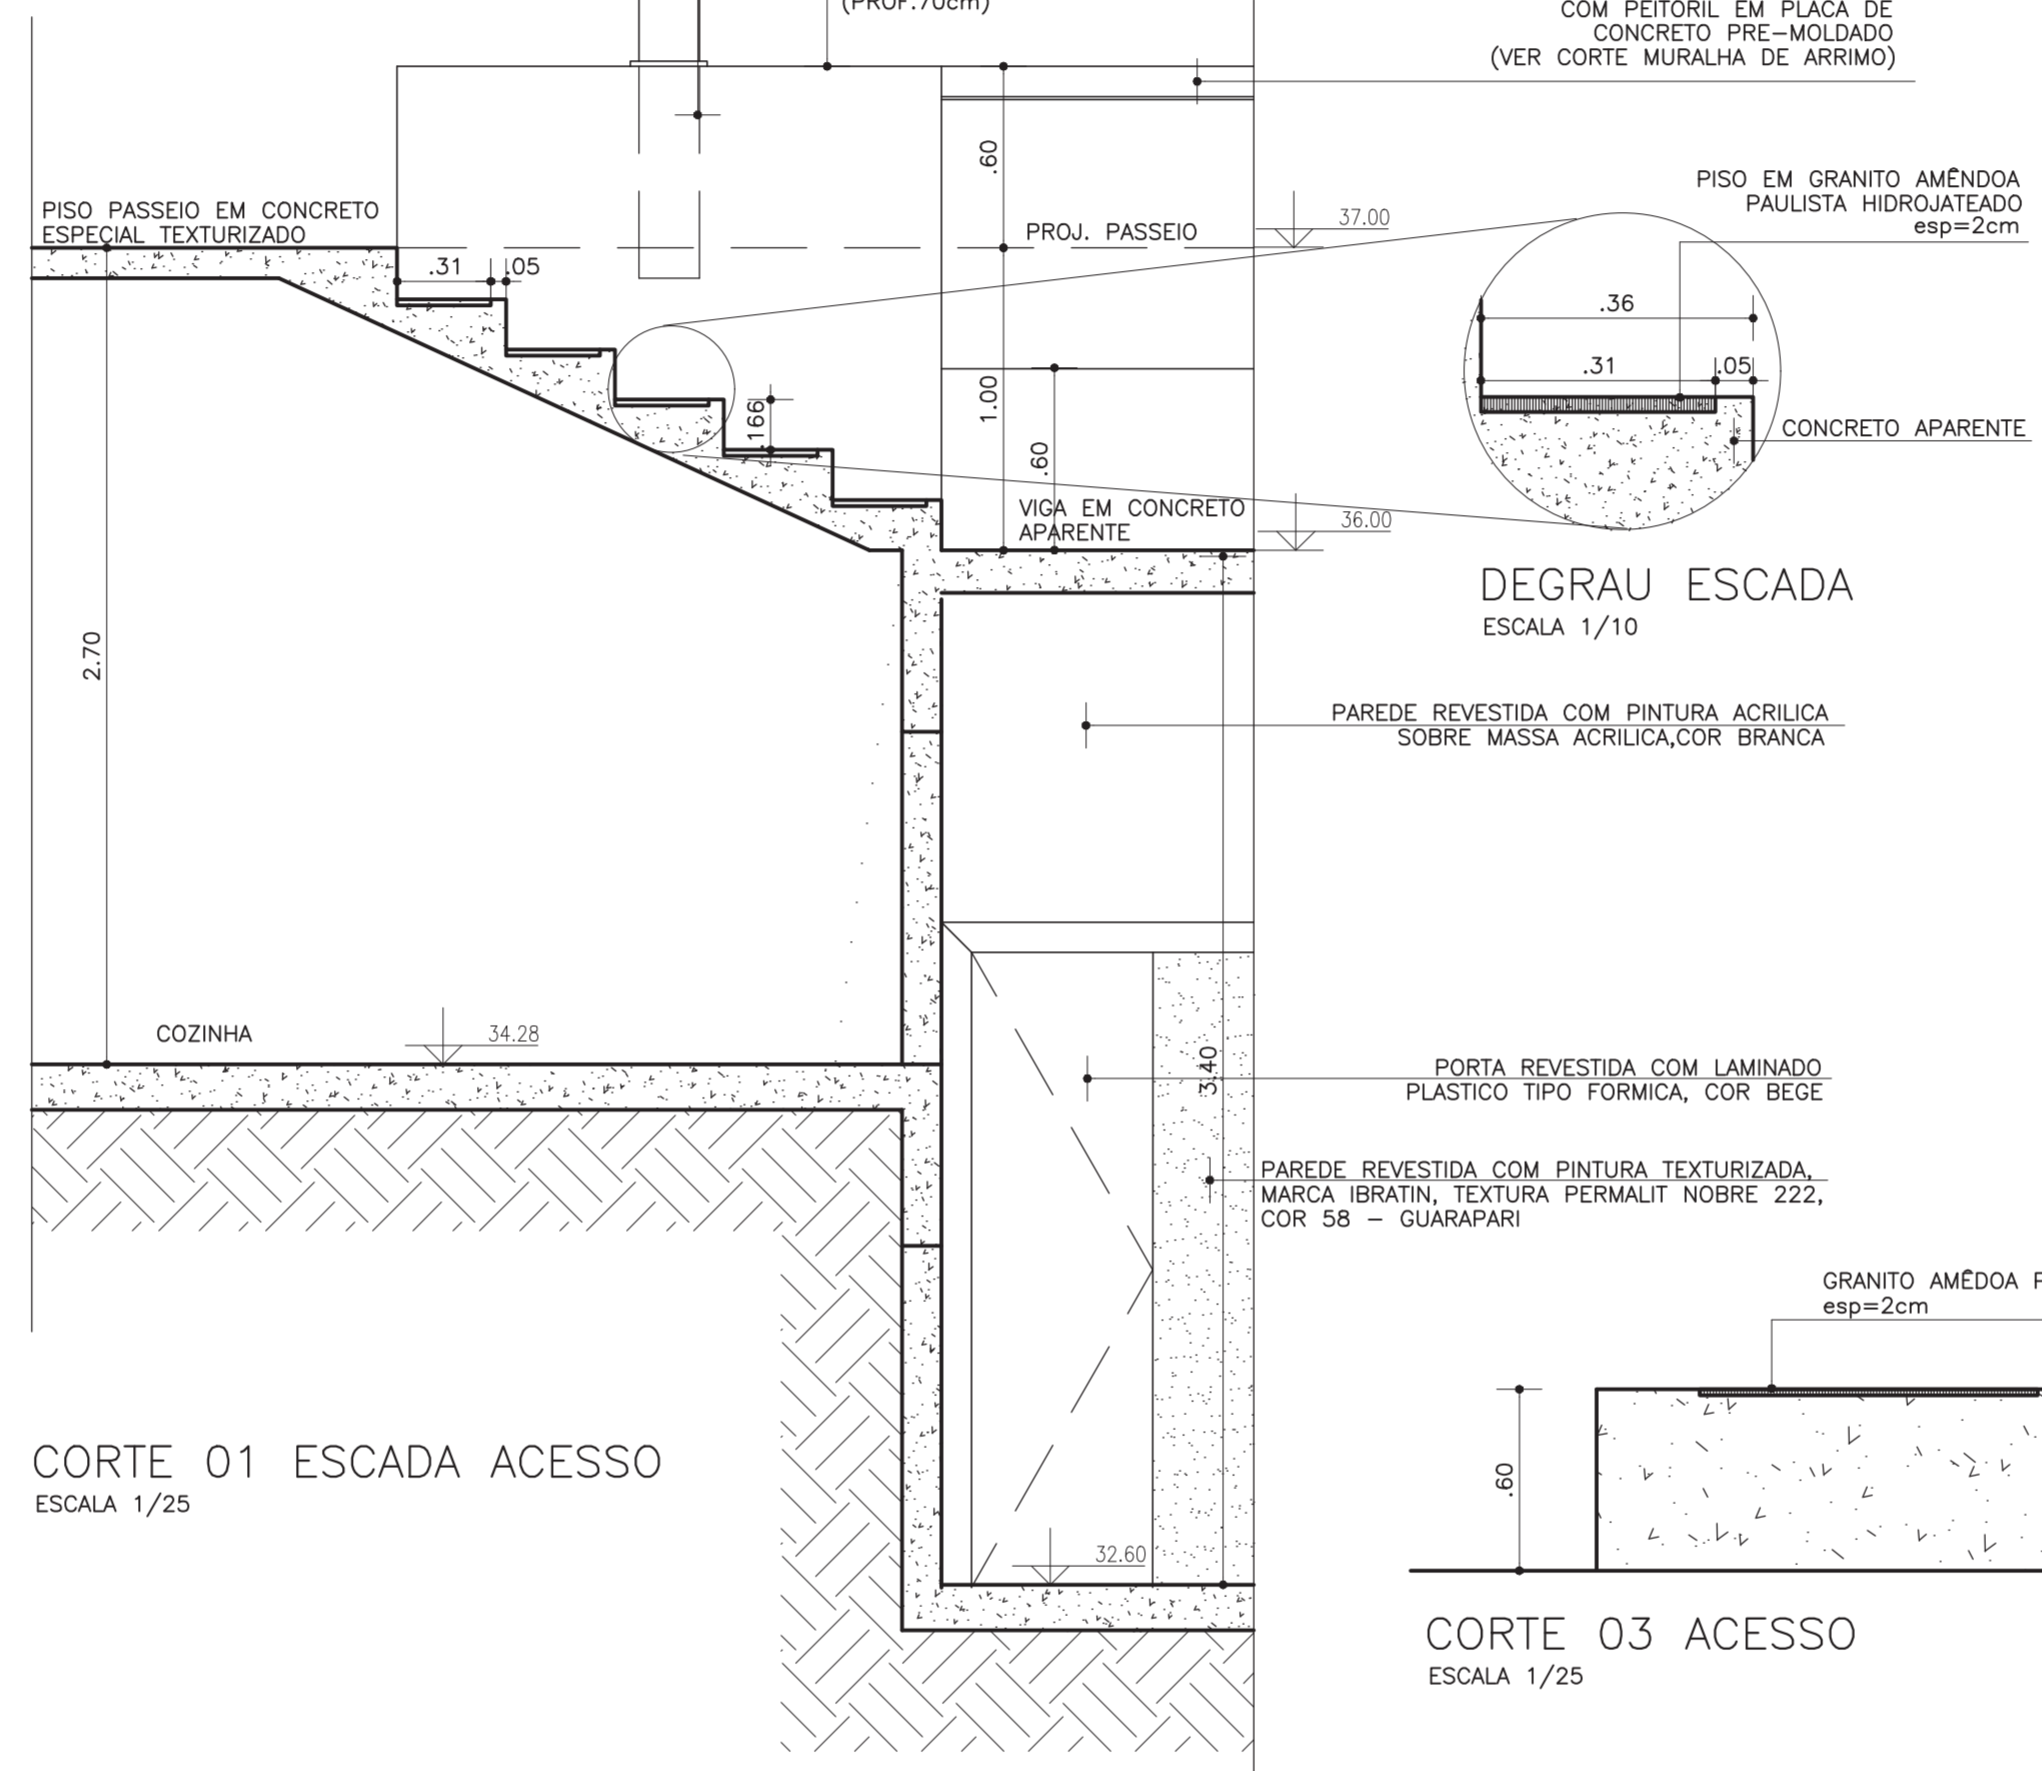 (PROF.70cm)
COM PEITORIL EM PLACA DE
CONCRETO PRE-MOLDADO
(VER CORTE MURALHA DE ARRIMO)
.60
PISO EM GRANITO AMÊNDOA
PAULISTA HIDROJATEADO
esp=2cm
PISO PASSEIO EM CONCRETO
ESPECIAL TEXTURIZADO
PROJ. PASSEIO
37.00
.31
.05
.36
.31
.05
1.00
.166
.60
CONCRETO APARENTE
VIGA EM CONCRETO
APARENTE
36.00
DEGRAU ESCADA
ESCALA 1/10
2.70
PAREDE REVESTIDA COM PINTURA ACRILICA
SOBRE MASSA ACRILICA,COR BRANCA
COZINHA
34.28
3.40
PORTA REVESTIDA COM LAMINADO
PLASTICO TIPO FORMICA, COR BEGE
PAREDE REVESTIDA COM PINTURA TEXTURIZADA,
MARCA IBRATIN, TEXTURA PERMALIT NOBRE 222,
COR 58 - GUARAPARI
GRANITO AMÊDOA
esp=2cm
CORTE 01 ESCADA ACESSO
ESCALA 1/25
.60
32.60
CORTE 03 ACESSO
ESCALA 1/25